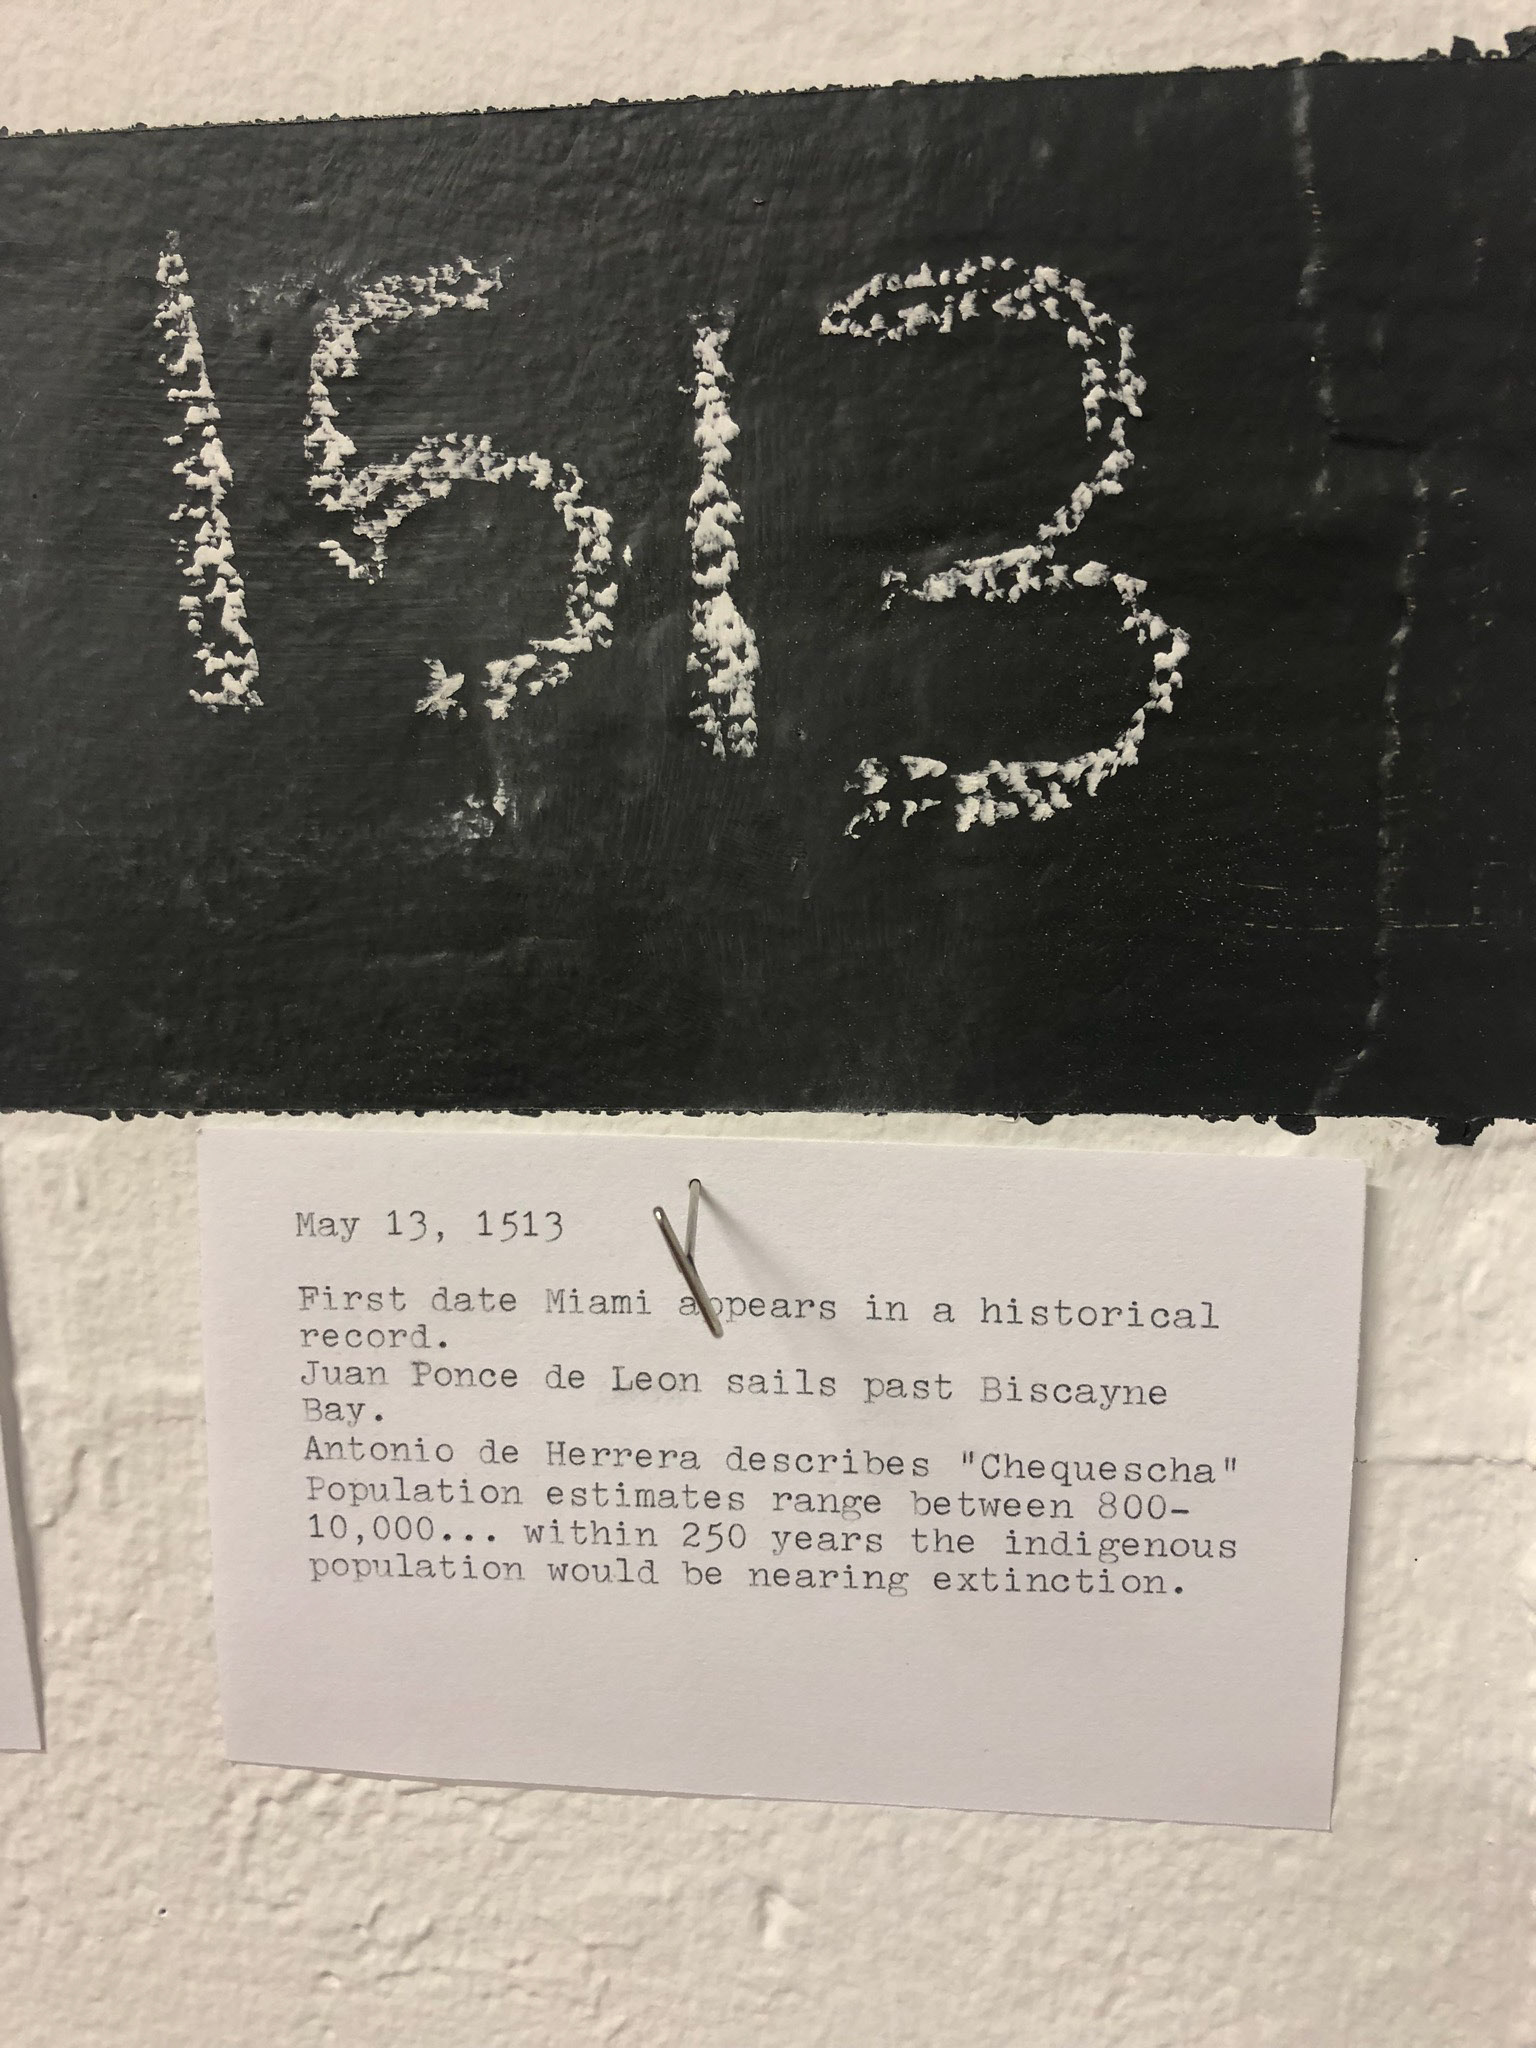 1513
May 13, 1513
First date Miami appears in a historical
record.
Juan Ponce de Leon sails past Biscayne
Bay.
Antonio de Herrera describes "Chequescha"
Population estimates range between 800-
10,000... within 250 years the indigenous
population would be nearing extinction.